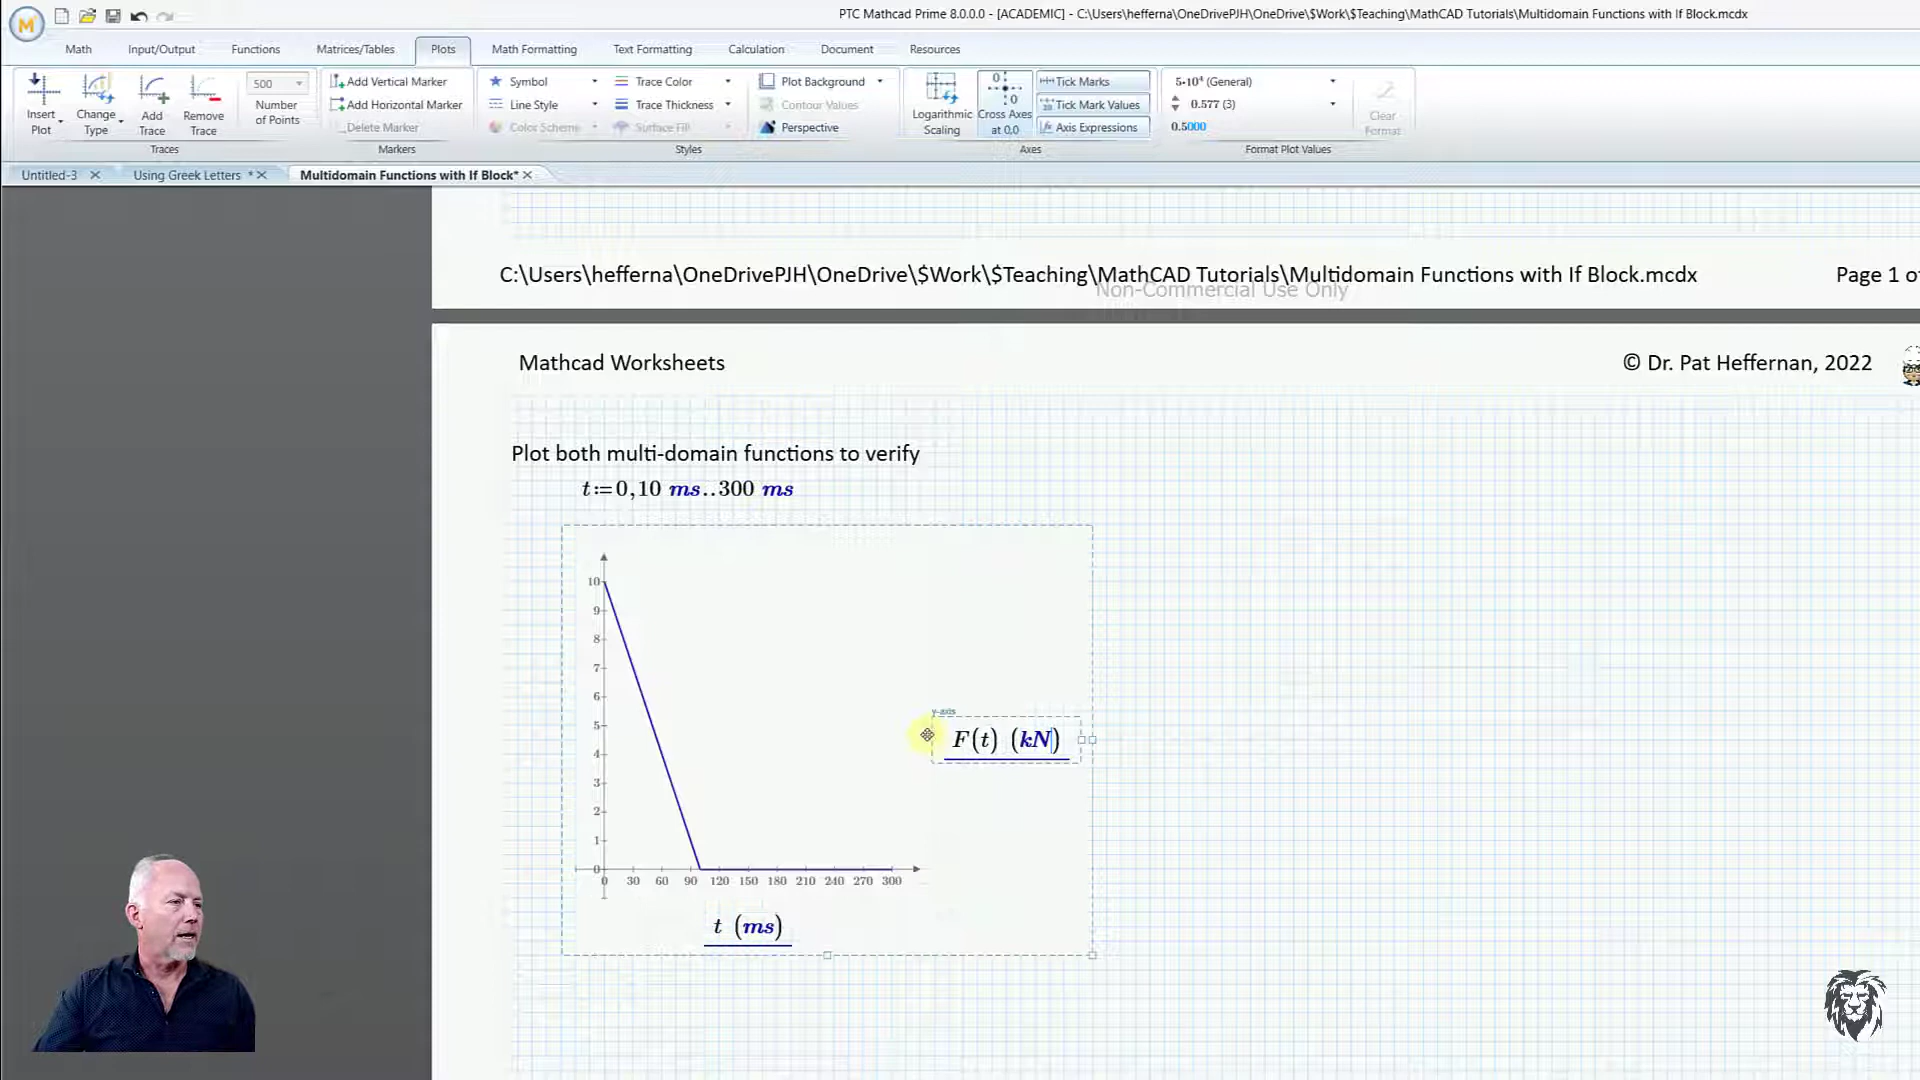 PTC Mathcad Prime 8.0.0.0 - [ACADEMIC] - C:\Users\hefferna\OneDrivePJH\OneDrive\$Work\$Teaching\MathCAD Tutorials\Multidomain Functions with If Block.mcdx
Math Input/Output Functions Matrices/Tables Plots Math Formatting Text Formatting Calculation Document Resources
Insert Plot
Change Type
Add Trace
Remove Trace
500
Number of Points
Traces
Add Vertical Marker
Add Horizontal Marker
Delete Marker
Markers
Symbol
Line Style
Color Scheme
Trace Color
Trace Thickness
Surface Fill
Plot Background
Contour Values
Perspective
Styles
Logarithmic Scaling
Cross Axes at 0,0
Tick Marks
Tick Mark Values
Axis Expressions
Axes
5•10⁴ (General)
0.577 (3)
0.5000
Clear Format
Format Plot Values
Untitled-3
Using Greek Letters *
Multidomain Functions with If Block*
C:\Users\hefferna\OneDrivePJH\OneDrive\$Work\$Teaching\MathCAD Tutorials\Multidomain Functions with If Block.mcdx
Page 1 o
Non-Commercial Use Only
Mathcad Worksheets
© Dr. Pat Heffernan, 2022
Plot both multi-domain functions to verify
t:=0,10 ms..300 ms
10
9
8
7
6
5
4
3
2
1
0
0 30 60 90 120 150 180 210 240 270 300
y-axis
F(t) (kN)
t (ms)